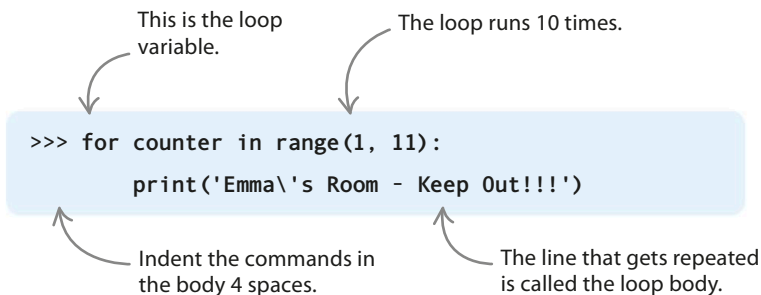 This is the loop
variable.
The loop runs 10 times.
>>> for counter in range(1, 11):
print('Emma\'s Room - Keep Out!!!')
Indent the commands in
the body 4 spaces.
The line that gets repeated
is called the loop body.